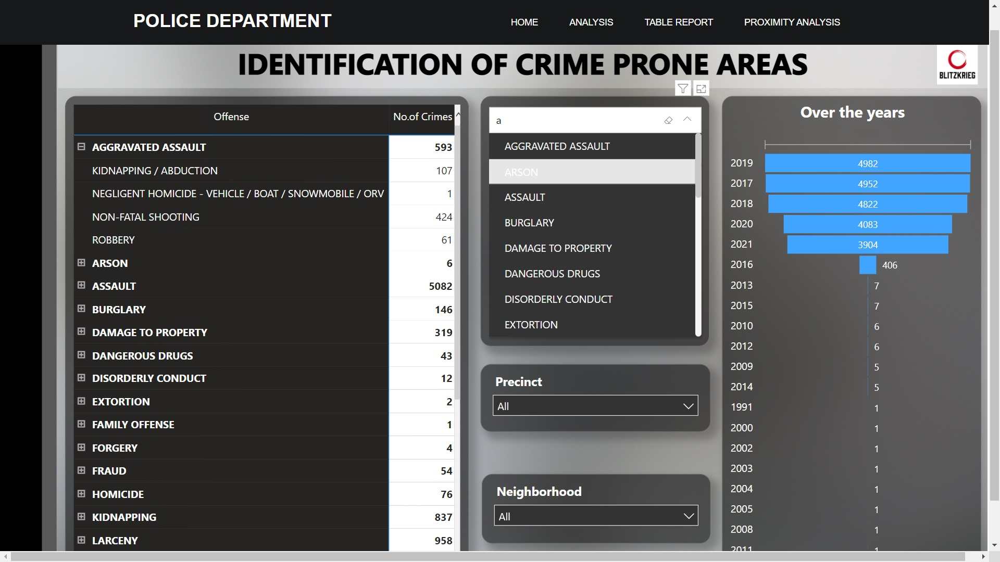 POLICE DEPARTMENT
HOME ANALYSIS TABLE REPORT PROXIMITY ANALYSIS
IDENTIFICATION OF CRIME PRONE AREAS
BLITZKRIEG
Offense No.of Crimes
AGGRAVATED ASSAULT 593
KIDNAPPING / ABDUCTION 107
NEGLIGENT HOMICIDE - VEHICLE / BOAT / SNOWMOBILE / ORV 1
NON-FATAL SHOOTING 424
ROBBERY 61
ARSON 6
ASSAULT 5082
BURGLARY 146
DAMAGE TO PROPERTY 319
DANGEROUS DRUGS 43
DISORDERLY CONDUCT 12
EXTORTION 2
FAMILY OFFENSE 1
FORGERY 4
FRAUD 54
HOMICIDE 76
KIDNAPPING 837
LARCENY 958
a
AGGRAVATED ASSAULT
ARSON
ASSAULT
BURGLARY
DAMAGE TO PROPERTY
DANGEROUS DRUGS
DISORDERLY CONDUCT
EXTORTION
Precinct
All
Neighborhood
All
Over the years
2019 4982
2017 4952
2018 4822
2020 4083
2021 3904
2016 406
2013 7
2015 7
2010 6
2012 6
2009 5
2014 5
1991 1
2000 1
2002 1
2003 1
2004 1
2005 1
2008 1
2011 1